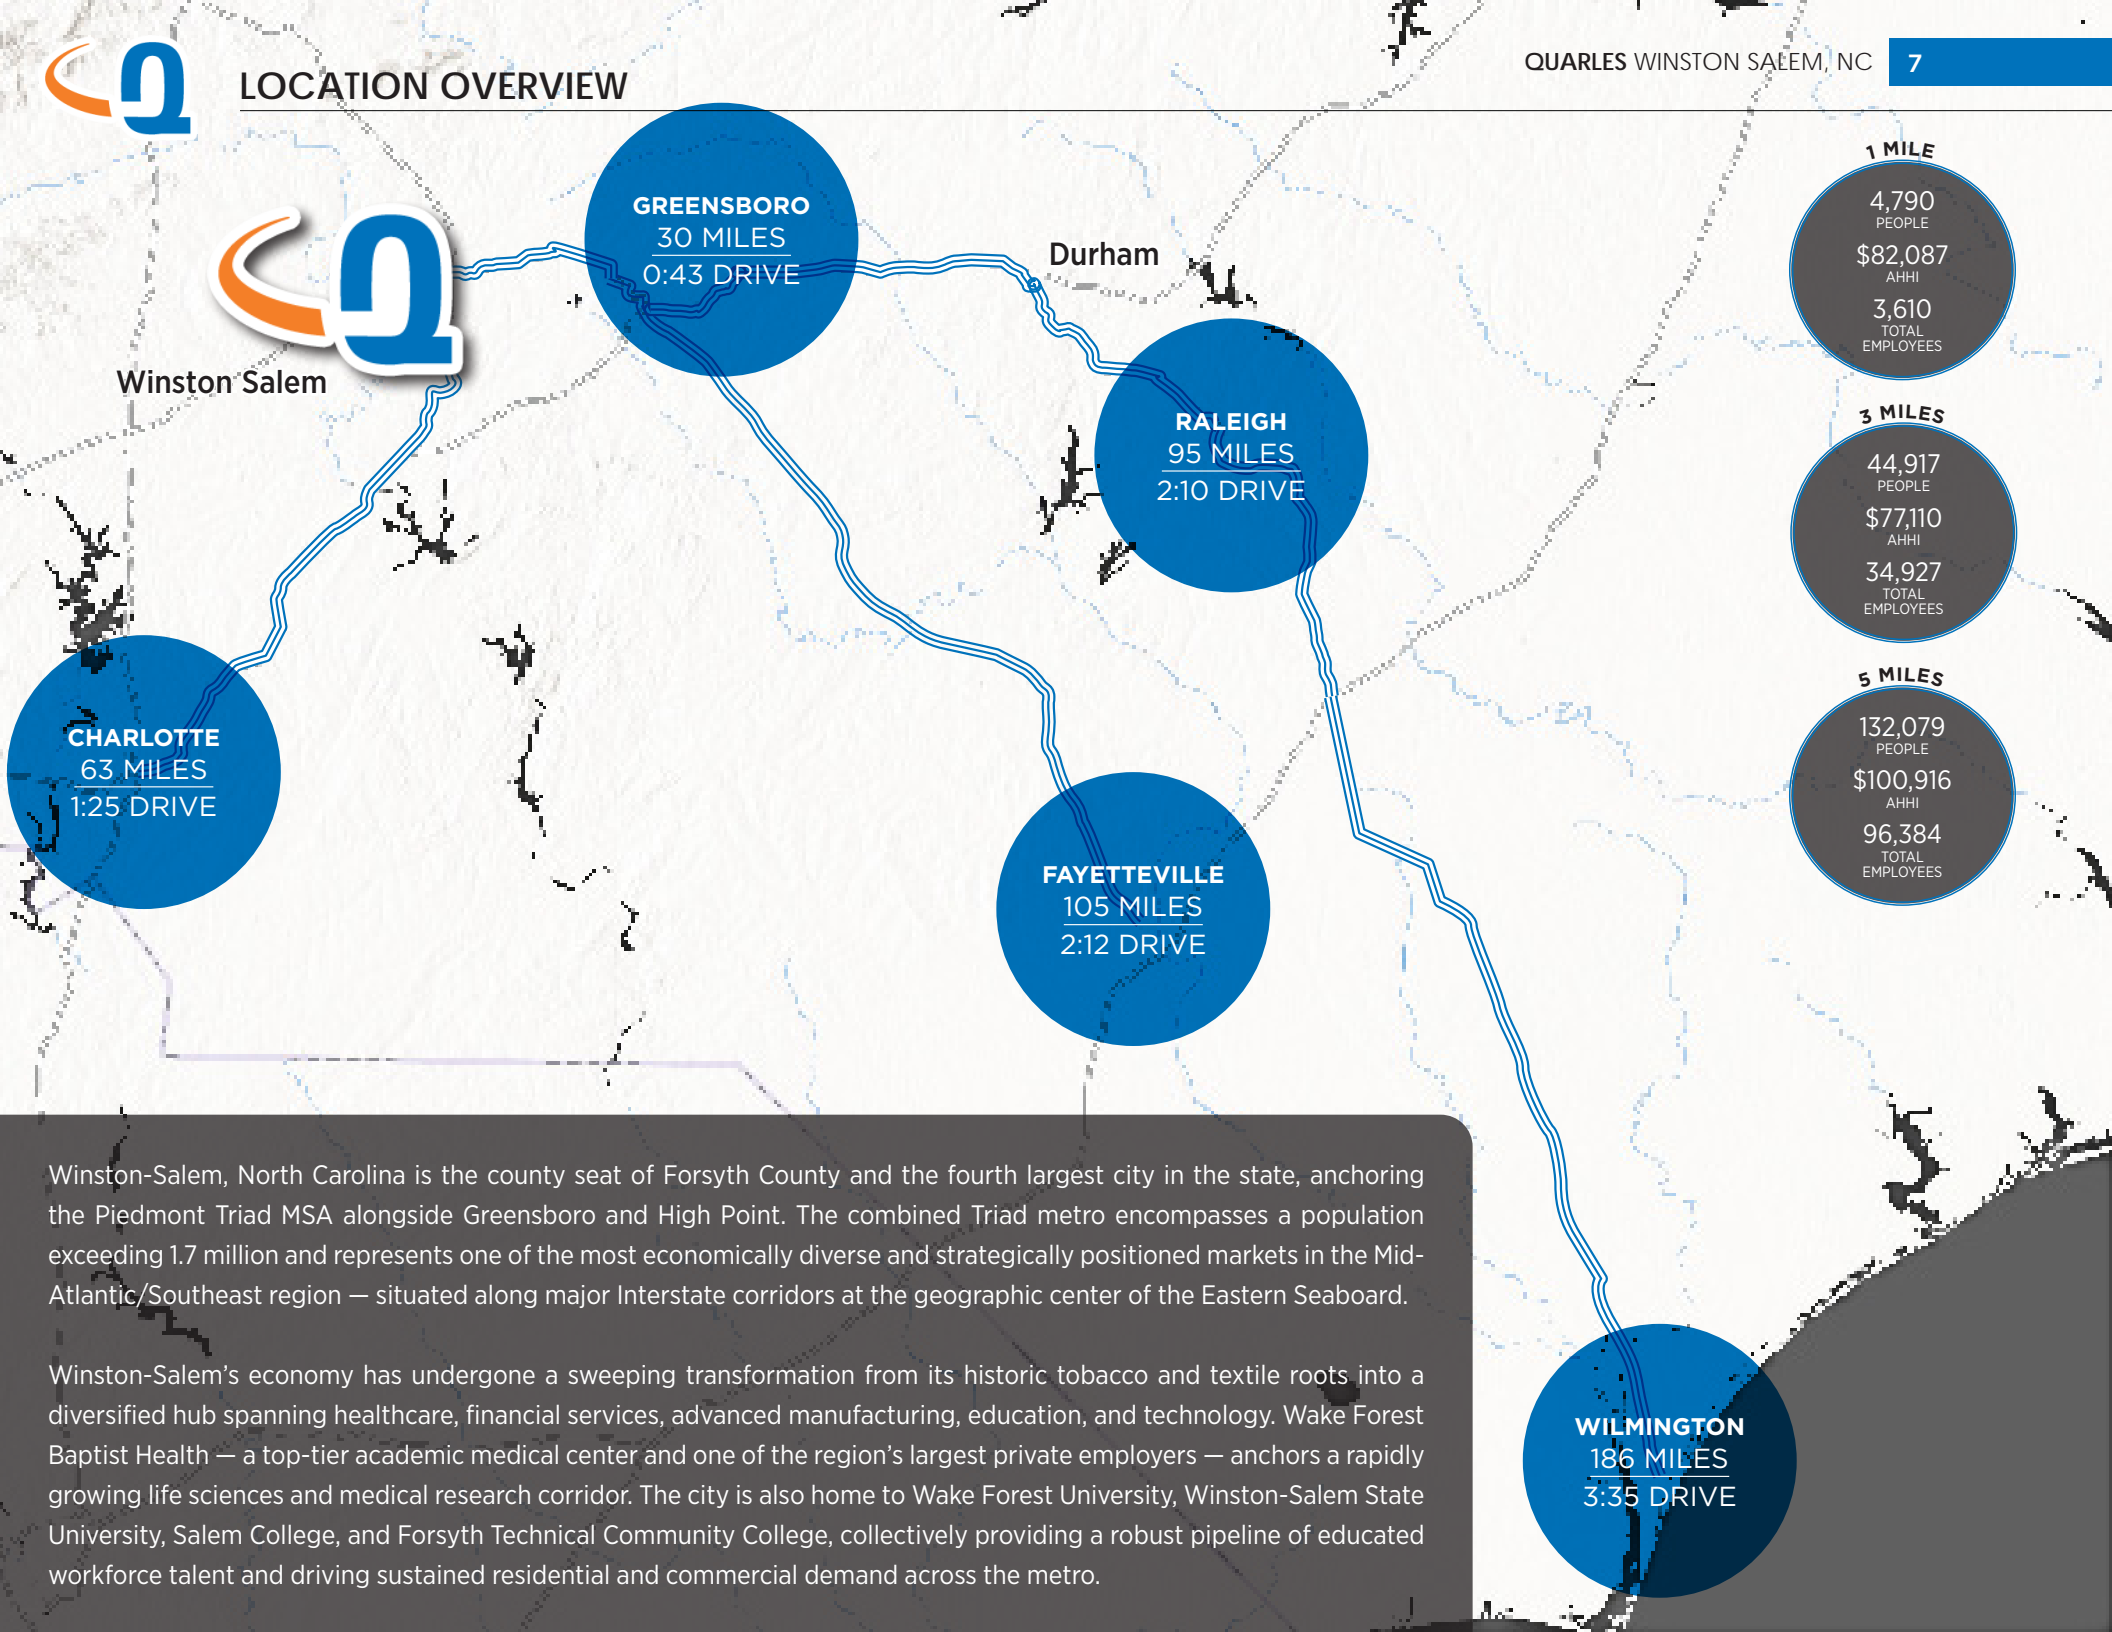 LOCATION OVERVIEW
QUARLES WINSTON SALEM, NC
7
GREENSBORO
30 MILES
0:43 DRIVE
Durham
Winston Salem
RALEIGH
95 MILES
2:10 DRIVE
CHARLOTTE
63 MILES
1:25 DRIVE
FAYETTEVILLE
105 MILES
2:12 DRIVE
WILMINGTON
186 MILES
3:35 DRIVE
1 MILE
4,790
PEOPLE
$82,087
AHHI
3,610
TOTAL
EMPLOYEES
3 MILES
44,917
PEOPLE
$77,110
AHHI
34,927
TOTAL
EMPLOYEES
5 MILES
132,079
PEOPLE
$100,916
AHHI
96,384
TOTAL
EMPLOYEES
Winston-Salem, North Carolina is the county seat of Forsyth County and the fourth largest city in the state, anchoring
the Piedmont Triad MSA alongside Greensboro and High Point. The combined Triad metro encompasses a population
exceeding 1.7 million and represents one of the most economically diverse and strategically positioned markets in the Mid-
Atlantic/Southeast region — situated along major Interstate corridors at the geographic center of the Eastern Seaboard.
Winston-Salem's economy has undergone a sweeping transformation from its historic tobacco and textile roots into a
diversified hub spanning healthcare, financial services, advanced manufacturing, education, and technology. Wake Forest
Baptist Health — a top-tier academic medical center and one of the region's largest private employers — anchors a rapidly
growing life sciences and medical research corridor. The city is also home to Wake Forest University, Winston-Salem State
University, Salem College, and Forsyth Technical Community College, collectively providing a robust pipeline of educated
workforce talent and driving sustained residential and commercial demand across the metro.